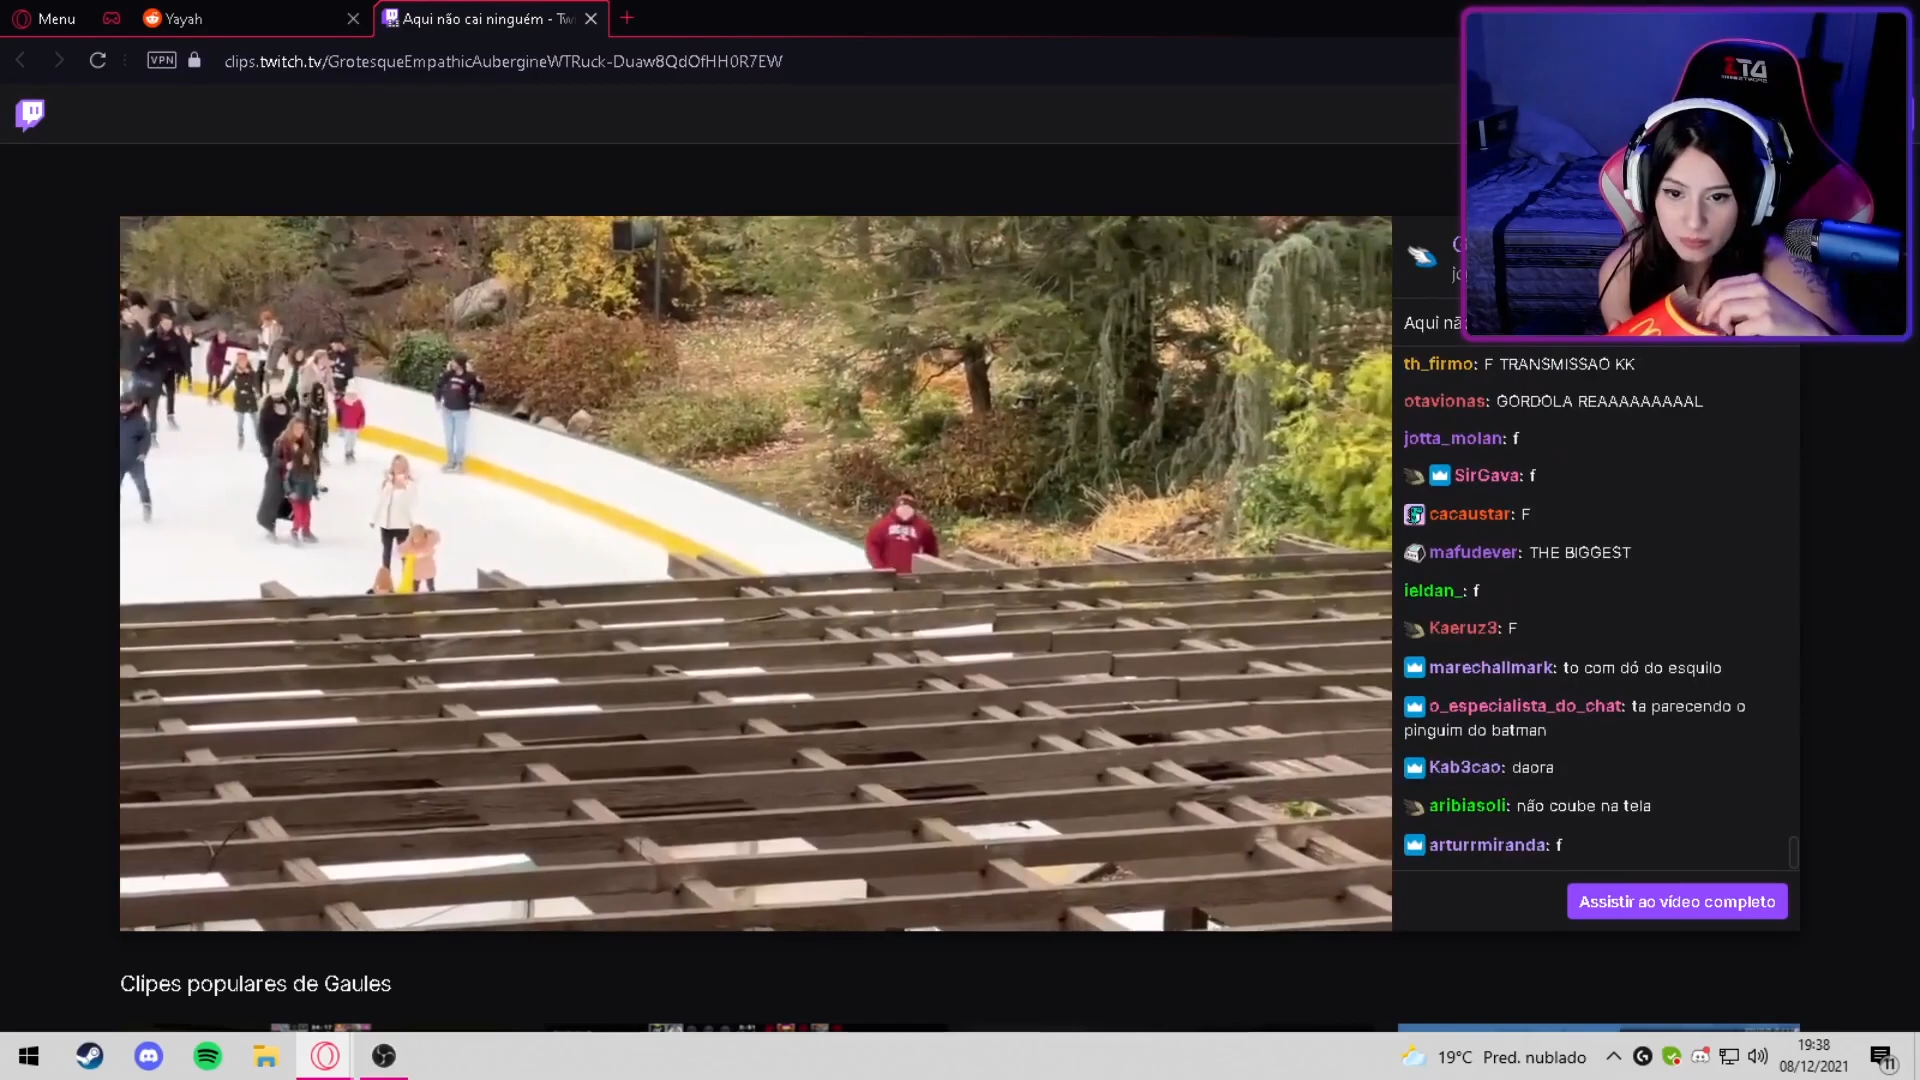 Menu
Yayah
Aqui não cai ninguém - Tw
VPN
clips.twitch.tv/GrotesqueEmpathicAubergineWTRuck-Duaw8QdOfHH0R7EW
Aqui nã
th_firmo: F TRANSMISSAO KK
otavionas: GORDOLA REAAAAAAAAAL
jotta_molan: f
SirGava: f
cacaustar: F
mafudever: THE BIGGEST
ieldan_: f
Kaeruz3: F
marechallmark: to com dó do esquilo
o_especialista_do_chat: ta parecendo o
pinguim do batman
Kab3cao: daora
aribiasoli: não coube na tela
arturrmiranda: f
Assistir ao vídeo completo
Clipes populares de Gaules
19°C Pred. nublado
19:38
08/12/2021
11